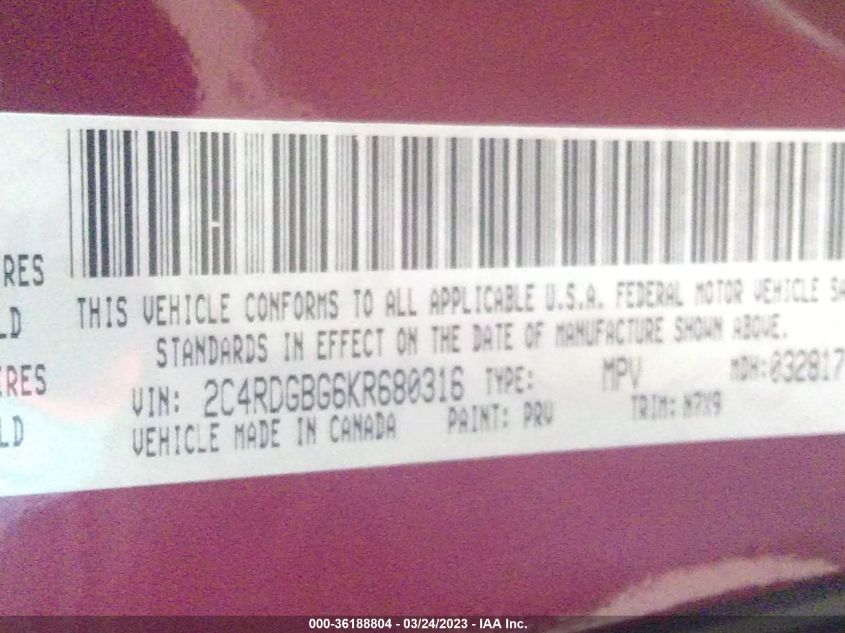 RES
LD
IRES
LD
THIS VEHICLE CONFORMS TO ALL APPLICABLE U.S.A. FEDERAL MOTOR VEHICLE SA
STANDARDS IN EFFECT ON THE DATE OF MANUFACTURE SHOWN ABOVE.
VIN: 2C4RDGBG6KR680316 TYPE: MPV MDH:032817
VEHICLE MADE IN CANADA PAINT: PRV TRIM: N7X9
000-36188804 - 03/24/2023 - IAA Inc.